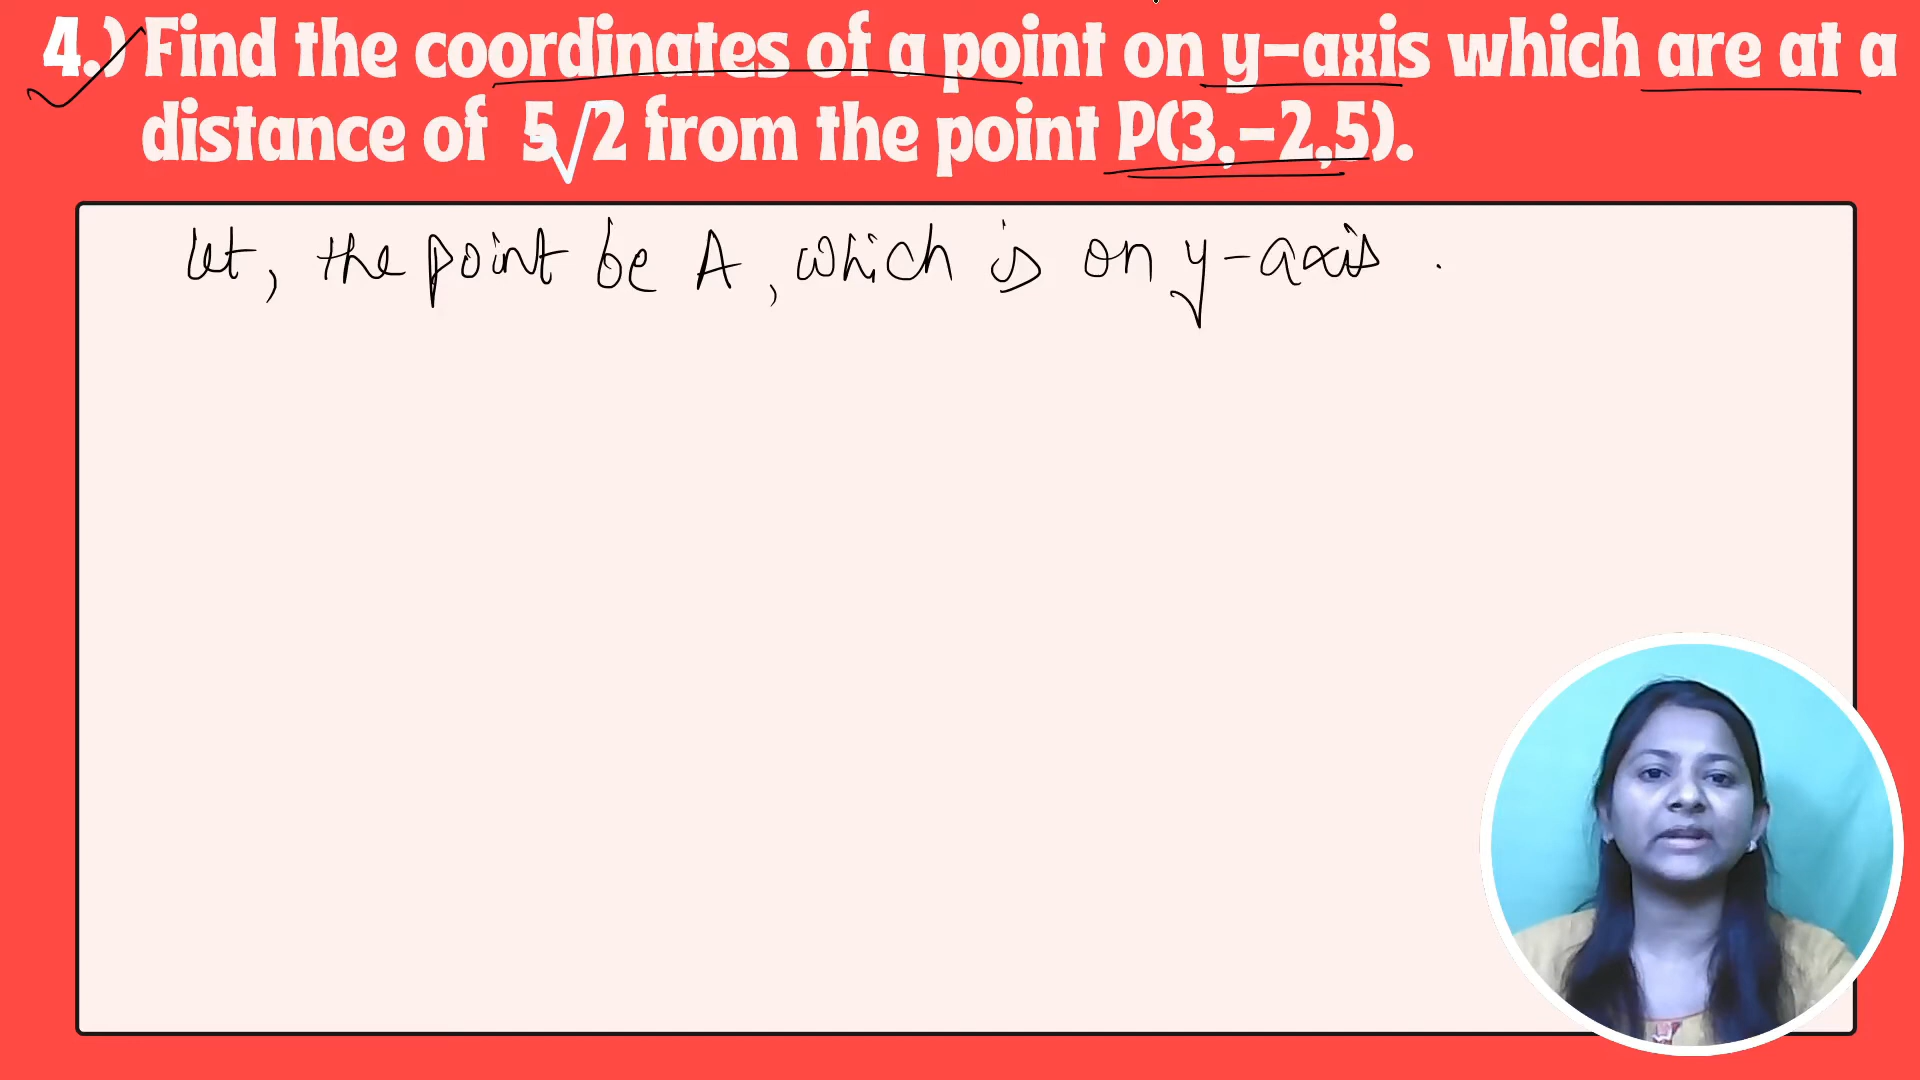 4.) Find the coordinates of a point on y-axis which are at a
distance of 5√2 from the point P(3,-2,5).
let, the point be A, which is on y-axis.